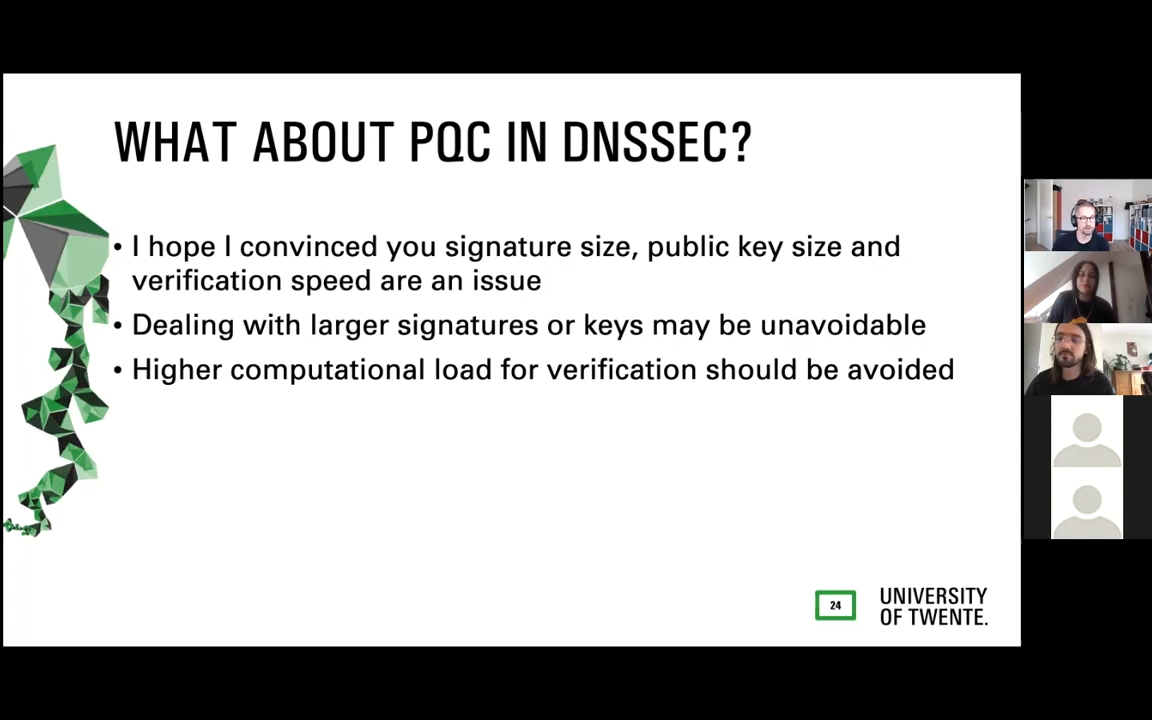 WHAT ABOUT PQC IN DNSSEC?
• I hope I convinced you signature size, public key size and
verification speed are an issue
• Dealing with larger signatures or keys may be unavoidable
• Higher computational load for verification should be avoided
24
UNIVERSITY
OF TWENTE.